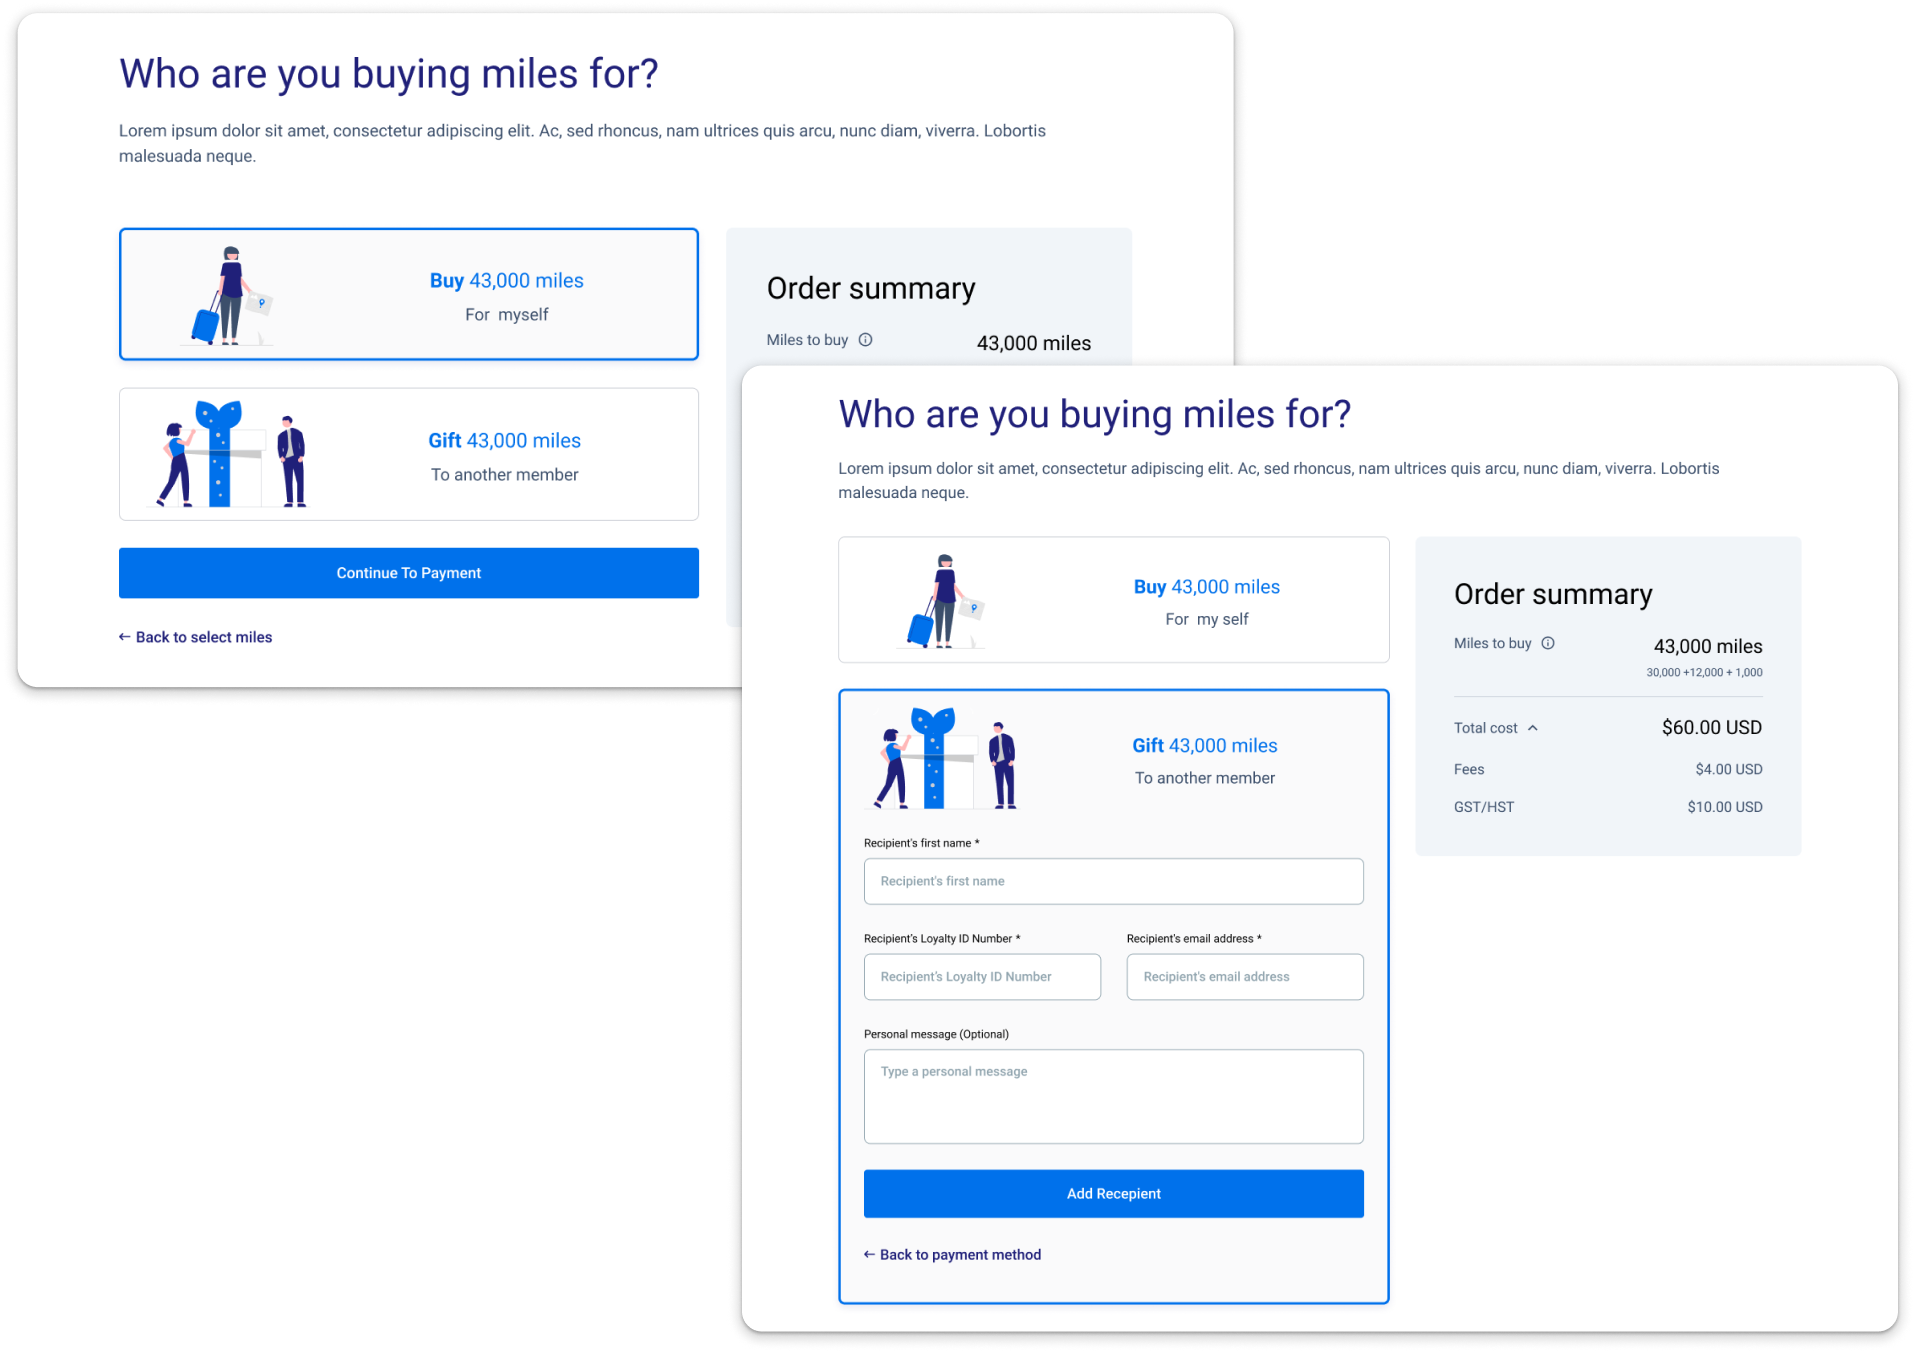 Who are you buying miles for?
Lorem ipsum dolor sit amet, consectetur adipiscing elit. Ac, sed rhoncus, nam ultrices quis arcu, nunc diam, viverra. Lobortis
malesuada neque.
Buy 43,000 miles
For  myself
Gift 43,000 miles
To another member
Continue To Payment
← Back to select miles
Order summary
Miles to buy
43,000 miles
Who are you buying miles for?
Lorem ipsum dolor sit amet, consectetur adipiscing elit. Ac, sed rhoncus, nam ultrices quis arcu, nunc diam, viverra. Lobortis
malesuada neque.
Buy 43,000 miles
For  my self
Gift 43,000 miles
To another member
Recipient's first name *
Recipient's first name
Recipient's Loyalty ID Number *
Recipient's Loyalty ID Number
Recipient's email address *
Recipient's email address
Personal message (Optional)
Type a personal message
Add Recepient
← Back to payment method
Order summary
Miles to buy
43,000 miles
30,000 +12,000 + 1,000
Total cost
$60.00 USD
Fees
$4.00 USD
GST/HST
$10.00 USD